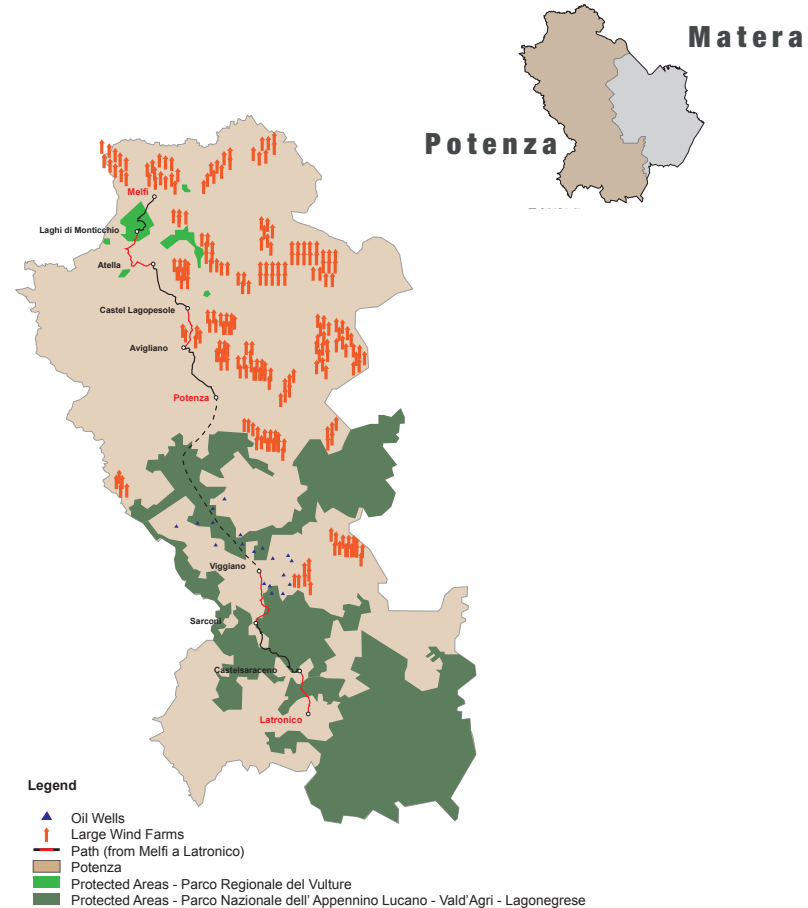 Matera
Potenza
Melfi
Laghi di Monticchio
Atella
Castel Lagopesole
Avigliano
Potenza
Viggiano
Sarconi
Castelsaraceno
Latronico
Legend
Oil Wells
Large Wind Farms
Path (from Melfi a Latronico)
Potenza
Protected Areas - Parco Regionale del Vulture
Protected Areas - Parco Nazionale dell' Appennino Lucano - Vald'Agri - Lagonegrese